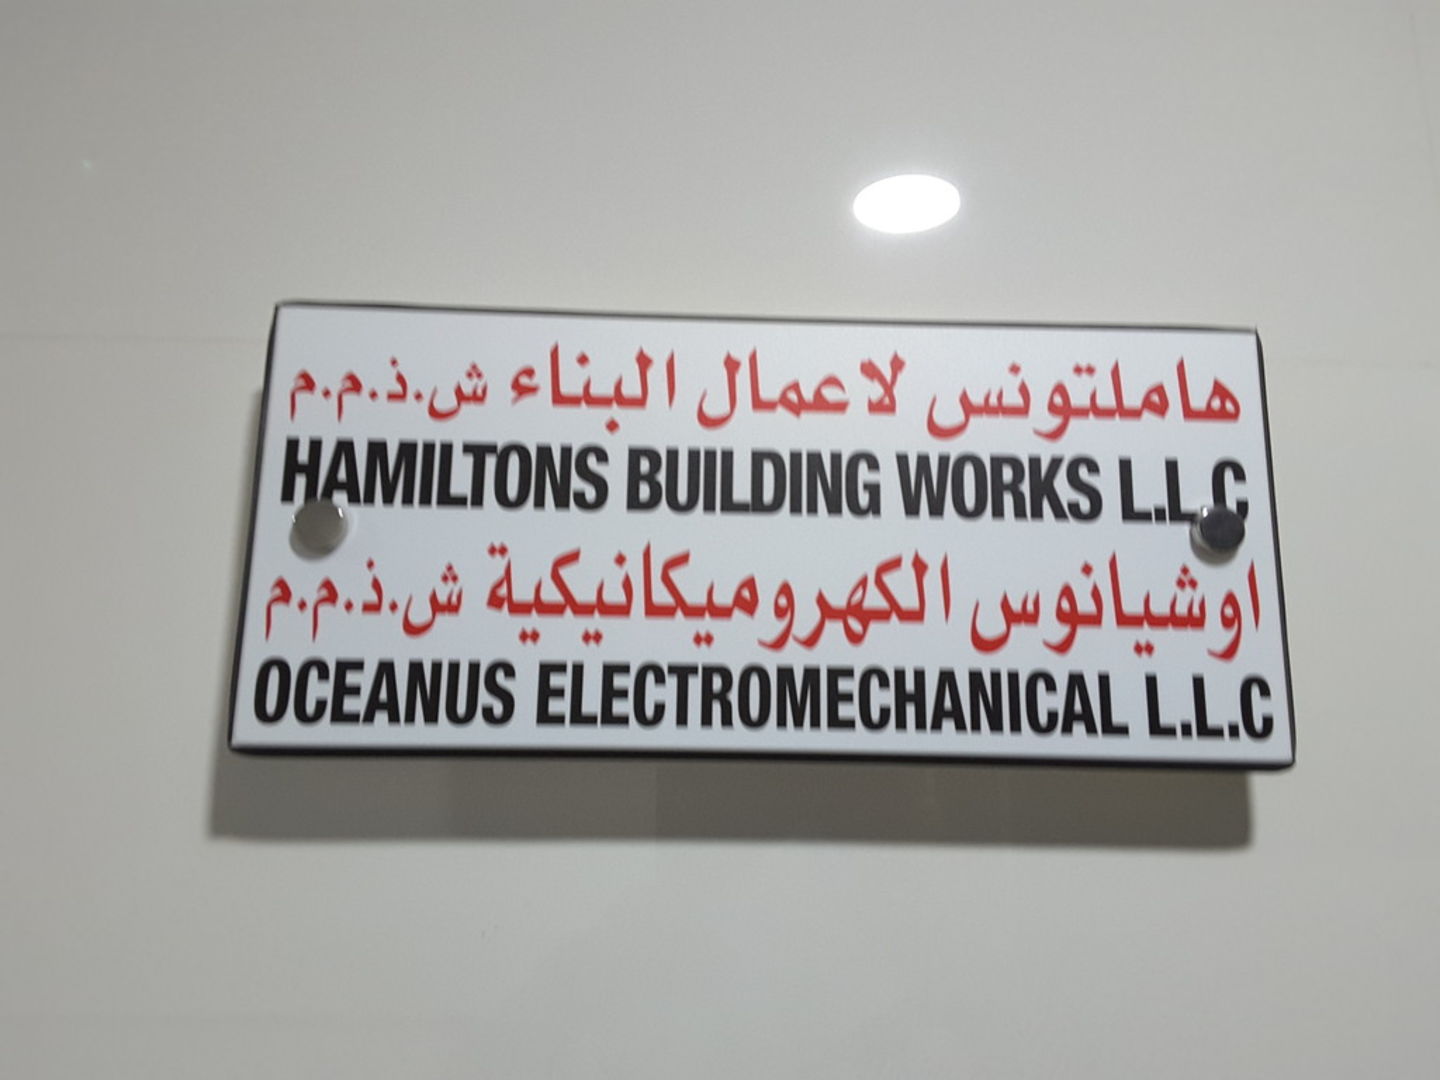 هاملتونس لاعمال البناء ش.ذ.م.م
HAMILTONS BUILDING WORKS L.L.C
اوشيانوس الكهروميكانيكية ش.ذ.م.م
OCEANUS ELECTROMECHANICAL L.L.C